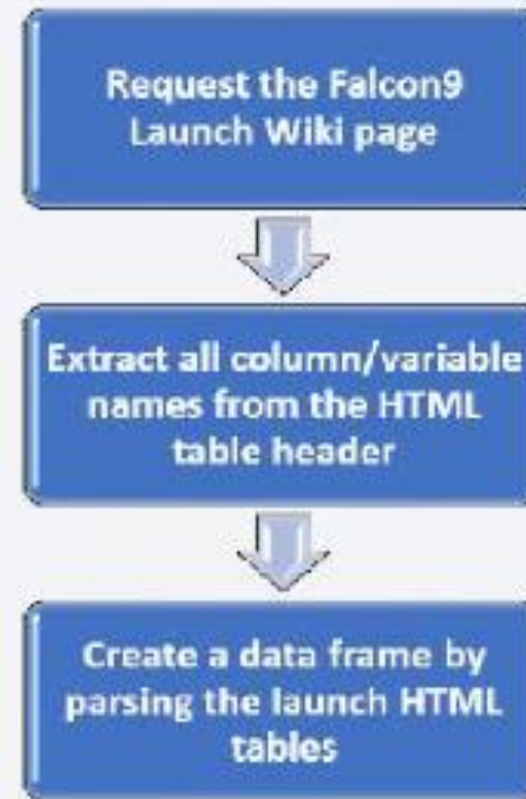 Request the Falcon9
Launch Wiki page
Extract all column/variable
names from the HTML
table header
Create a data frame by
parsing the launch HTML
tables